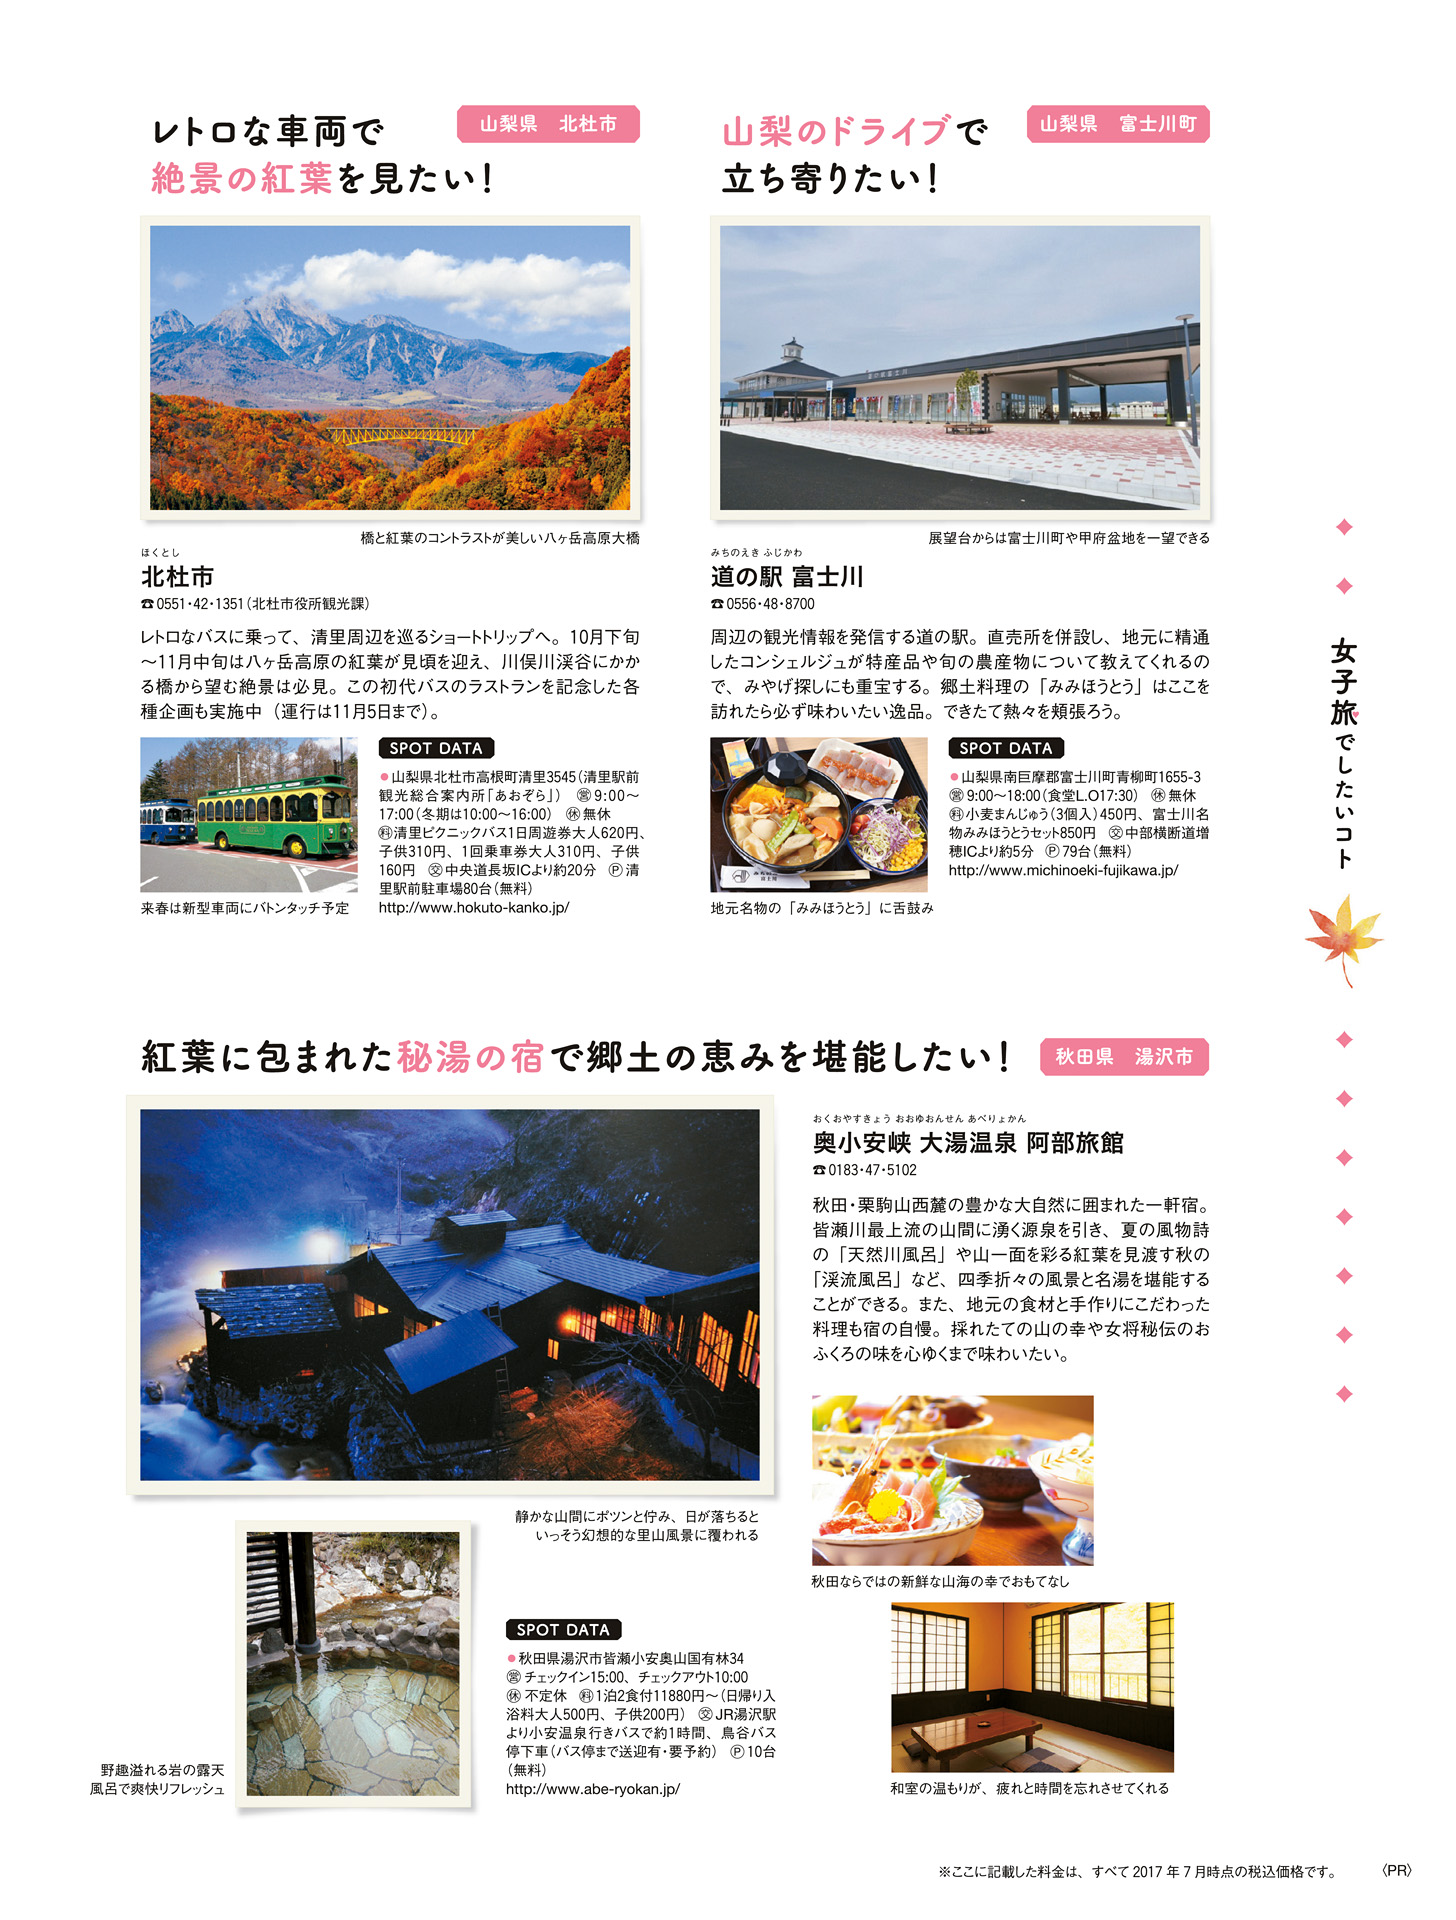 レトロな車両で
絶景の紅葉を見たい!
山梨県　北杜市
橋と紅葉のコントラストが美しい八ヶ岳高原大橋
ほくとし
北杜市
☎0551・42・1351（北杜市役所観光課）
レトロなバスに乗って、清里周辺を巡るショートトリップへ。10月下旬
～11月中旬は八ヶ岳高原の紅葉が見頃を迎え、川俣川渓谷にかか
る橋から望む絶景は必見。この初代バスのラストランを記念した各
種企画も実施中（運行は11月5日まで）。
来春は新型車両にバトンタッチ予定
SPOT DATA
●山梨県北杜市高根町清里3545（清里駅前
観光総合案内所「あおぞら」）　㊡9:00～
17:00（冬期は10:00～16:00）　㊡無休
㊮清里ピクニックバス1日周遊券大人620円、
子供310円、1回乗車券大人310円、子供
160円　交中央道長坂ICより約20分　Ⓟ清
里駅前駐車場80台（無料）
http://www.hokuto-kanko.jp/
山梨のドライブで
立ち寄りたい!
山梨県　富士川町
道の駅富士川
展望台からは富士川町や甲府盆地を一望できる
みちのえき ふじかわ
道の駅 富士川
☎0556・48・8700
周辺の観光情報を発信する道の駅。直売所を併設し、地元に精通
したコンシェルジュが特産品や旬の農産物について教えてくれるの
で、みやげ探しにも重宝する。郷土料理の「みみほうとう」はここを
訪れたら必ず味わいたい逸品。できたて熱々を頬張ろう。
地元名物の「みみほうとう」に舌鼓み
SPOT DATA
●山梨県南巨摩郡富士川町青柳町1655-3
営9:00～18:00（食堂L.O17:30）　休無休
料小麦まんじゅう（3個入）450円、富士川名
物みみほうとうセット850円　交中部横断道増
穂ICより約5分　Ⓟ79台（無料）
http://www.michinoeki-fujikawa.jp/
女子旅でしたいコト
紅葉に包まれた秘湯の宿で郷土の恵みを堪能したい!
秋田県　湯沢市
静かな山間にポツンと佇み、日が落ちると
いっそう幻想的な里山風景に覆われる
おくおやすきょう おおゆおんせん あべりょかん
奥小安峡 大湯温泉 阿部旅館
☎0183・47・5102
秋田・栗駒山西麓の豊かな大自然に囲まれた一軒宿。
皆瀬川最上流の山間に湧く源泉を引き、夏の風物詩
の「天然川風呂」や山一面を彩る紅葉を見渡す秋の
「渓流風呂」など、四季折々の風景と名湯を堪能する
ことができる。また、地元の食材と手作りにこだわった
料理も宿の自慢。採れたての山の幸や女将秘伝のお
ふくろの味を心ゆくまで味わいたい。
秋田ならではの新鮮な山海の幸でおもてなし
和室の温もりが、疲れと時間を忘れさせてくれる
野趣溢れる岩の露天
風呂で爽快リフレッシュ
SPOT DATA
●秋田県湯沢市皆瀬小安奥山国有林34
営チェックイン15:00、チェックアウト10:00
休不定休　料1泊2食付11880円～（日帰り入
浴料大人500円、子供200円）　交JR湯沢駅
より小安温泉行きバスで約1時間、鳥谷バス
停下車（バス停まで送迎有・要予約）　Ⓟ10台
（無料）
http://www.abe-ryokan.jp/
※ここに記載した料金は、すべて2017年7月時点の税込価格です。
〈PR〉